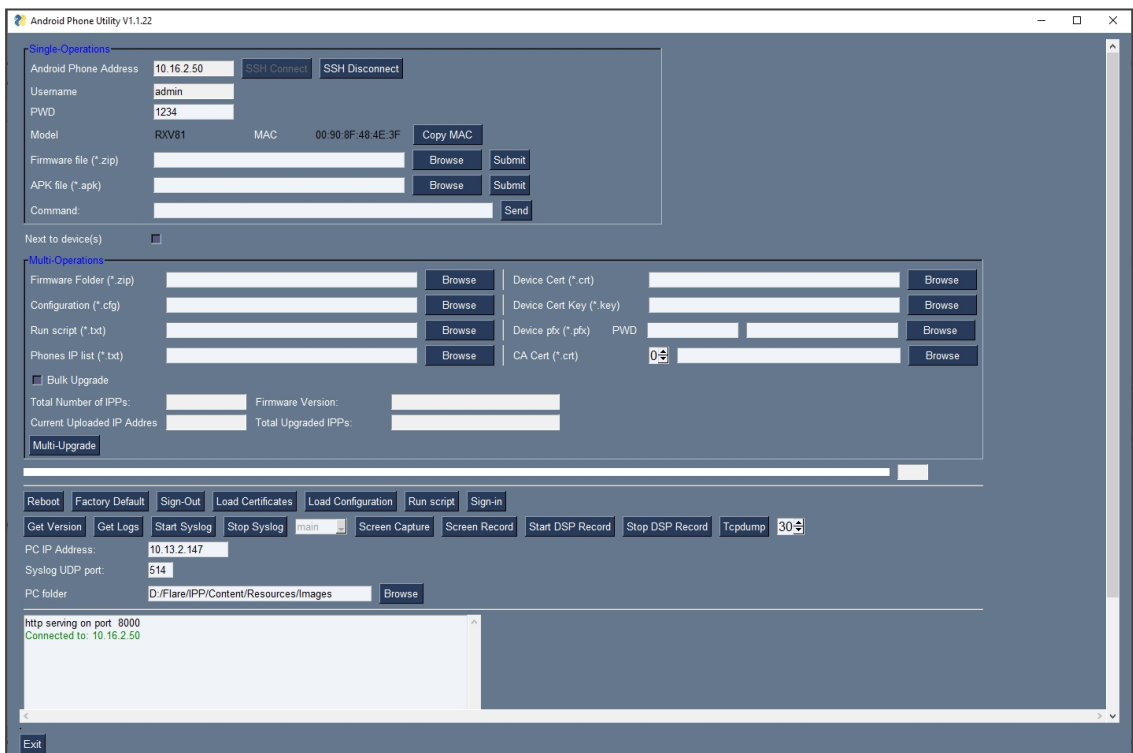 Android Phone Utility V1.1.22
Single-Operations
Android Phone Address 10.16.2.50 SSH Connect SSH Disconnect
Username admin
PWD 1234
Model RXV81 MAC 00:90:8F:48:4E:3F Copy MAC
Firmware file (*.zip) Browse Submit
APK file (*.apk) Browse Submit
Command: Send
Next to device(s)
Multi-Operations
Firmware Folder (*.zip) Browse Device Cert (*.crt) Browse
Configuration (*.cfg) Browse Device Cert Key (*.key) Browse
Run script (*.txt) Browse Device pfx (*.pfx) PWD Browse
Phones IP list (*.txt) Browse CA Cert (*.crt) 0 Browse
Bulk Upgrade
Total Number of IPPs: Firmware Version:
Current Uploaded IP Addres Total Upgraded IPPs:
Multi-Upgrade
Reboot Factory Default Sign-Out Load Certificates Load Configuration Run script Sign-in
Get Version Get Logs Start Syslog Stop Syslog main Screen Capture Screen Record Start DSP Record Stop DSP Record Tcpdump 30
PC IP Address: 10.13.2.147
Syslog UDP port: 514
PC folder D:/Flare/IPP/Content/Resources/Images Browse
http serving on port 8000
Connected to: 10.16.2.50
Exit